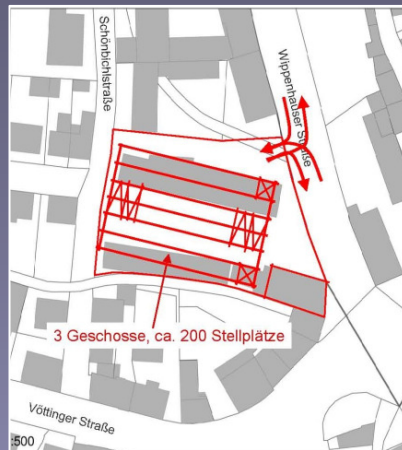 Schönbichlstraße
Wippenhauser Straße
3 Geschosse, ca. 200 Stellplätze
Vöttinger Straße
:500